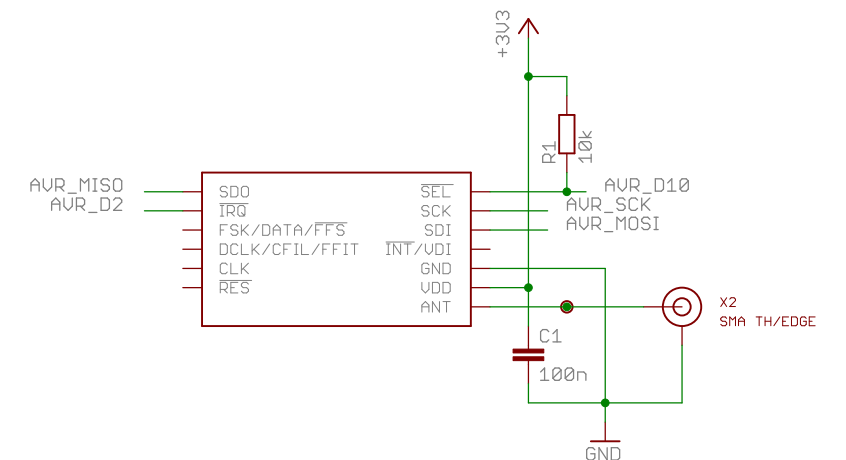 +3V3
R1
10k
AVR_MISO
AVR_D2
SDO
IRQ
FSK/DATA/FFS
DCLK/CFIL/FFIT
CLK
RES
SEL
SCK
SDI
INT/VDI
GND
VDD
ANT
AVR_D10
AVR_SCK
AVR_MOSI
X2
SMA TH/EDGE
C1
100n
GND